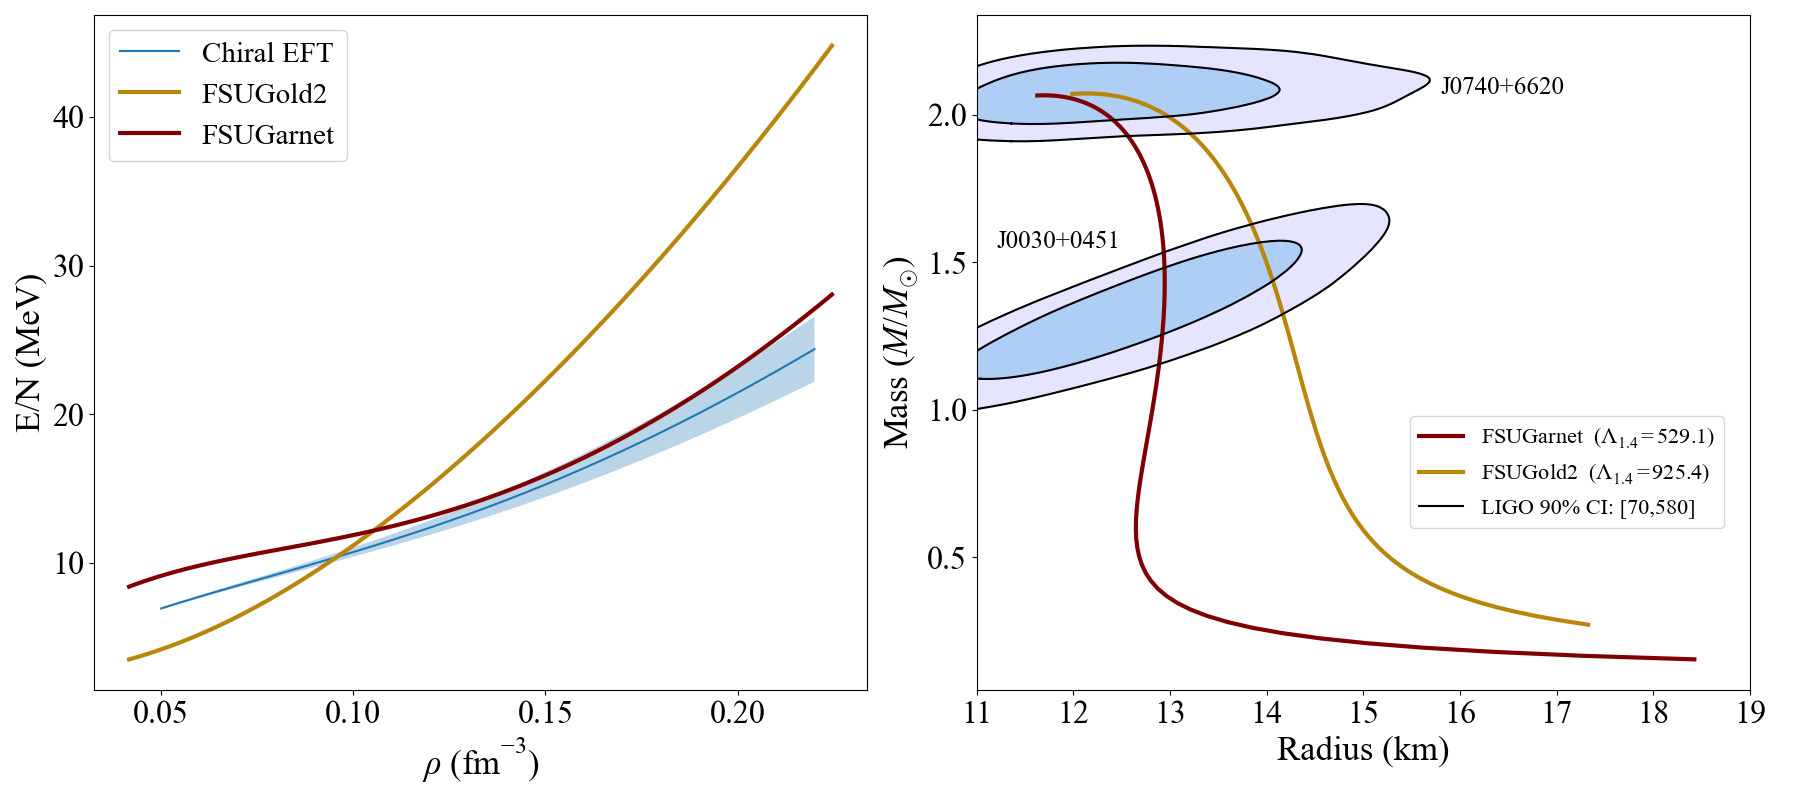 Chiral EFT
FSUGold2
FSUGarnet
E/N (MeV)
40
30
20
10
0.05 0.10 0.15 0.20
ρ (fm⁻³)
J0740+6620
J0030+0451
Mass (M/M☉)
2.0
1.5
1.0
0.5
FSUGarnet (Λ₁.₄=529.1)
FSUGold2 (Λ₁.₄=925.4)
LIGO 90% CI: [70,580]
11 12 13 14 15 16 17 18 19
Radius (km)